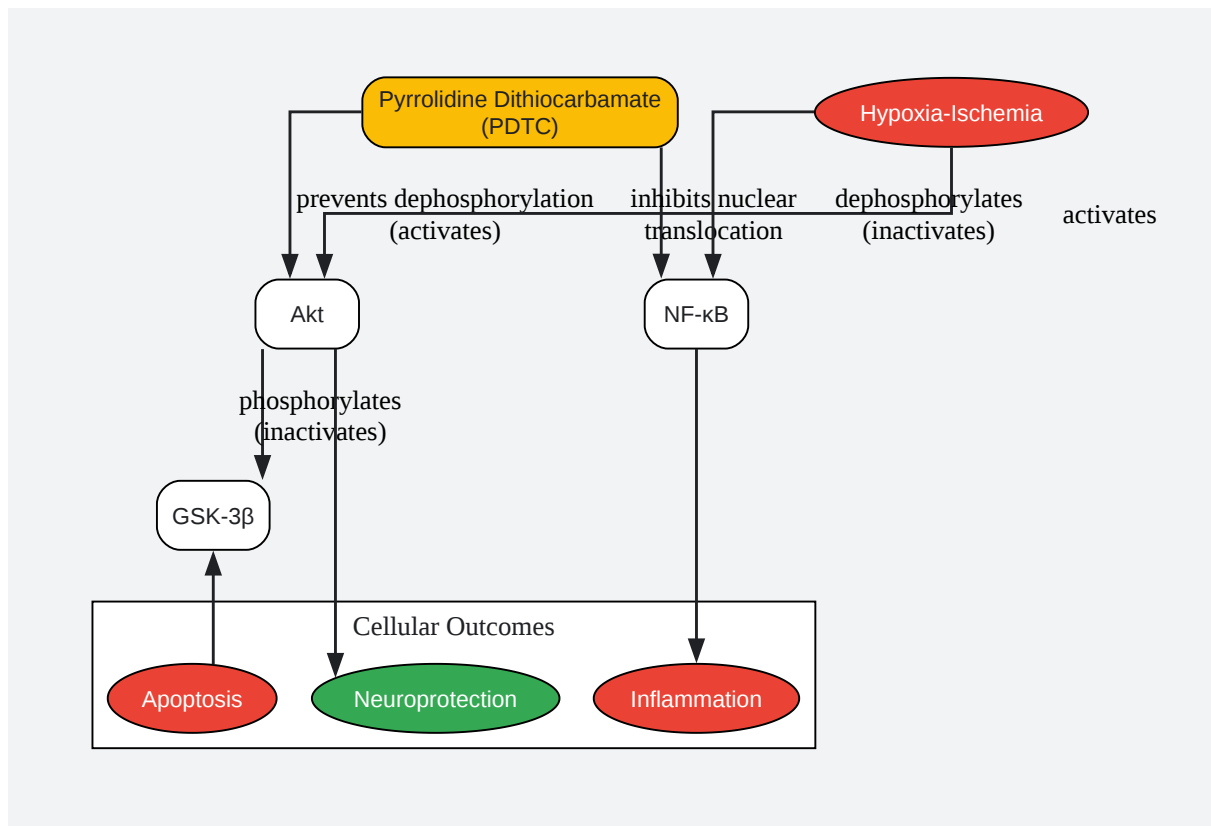 Pyrrolidine Dithiocarbamate
(PDTC)
Hypoxia-Ischemia
prevents dephosphorylation
(activates)
inhibits nuclear
translocation
dephosphorylates
(inactivates)
activates
Akt
NF-κB
phosphorylates
(inactivates)
GSK-3β
Cellular Outcomes
Apoptosis
Neuroprotection
Inflammation